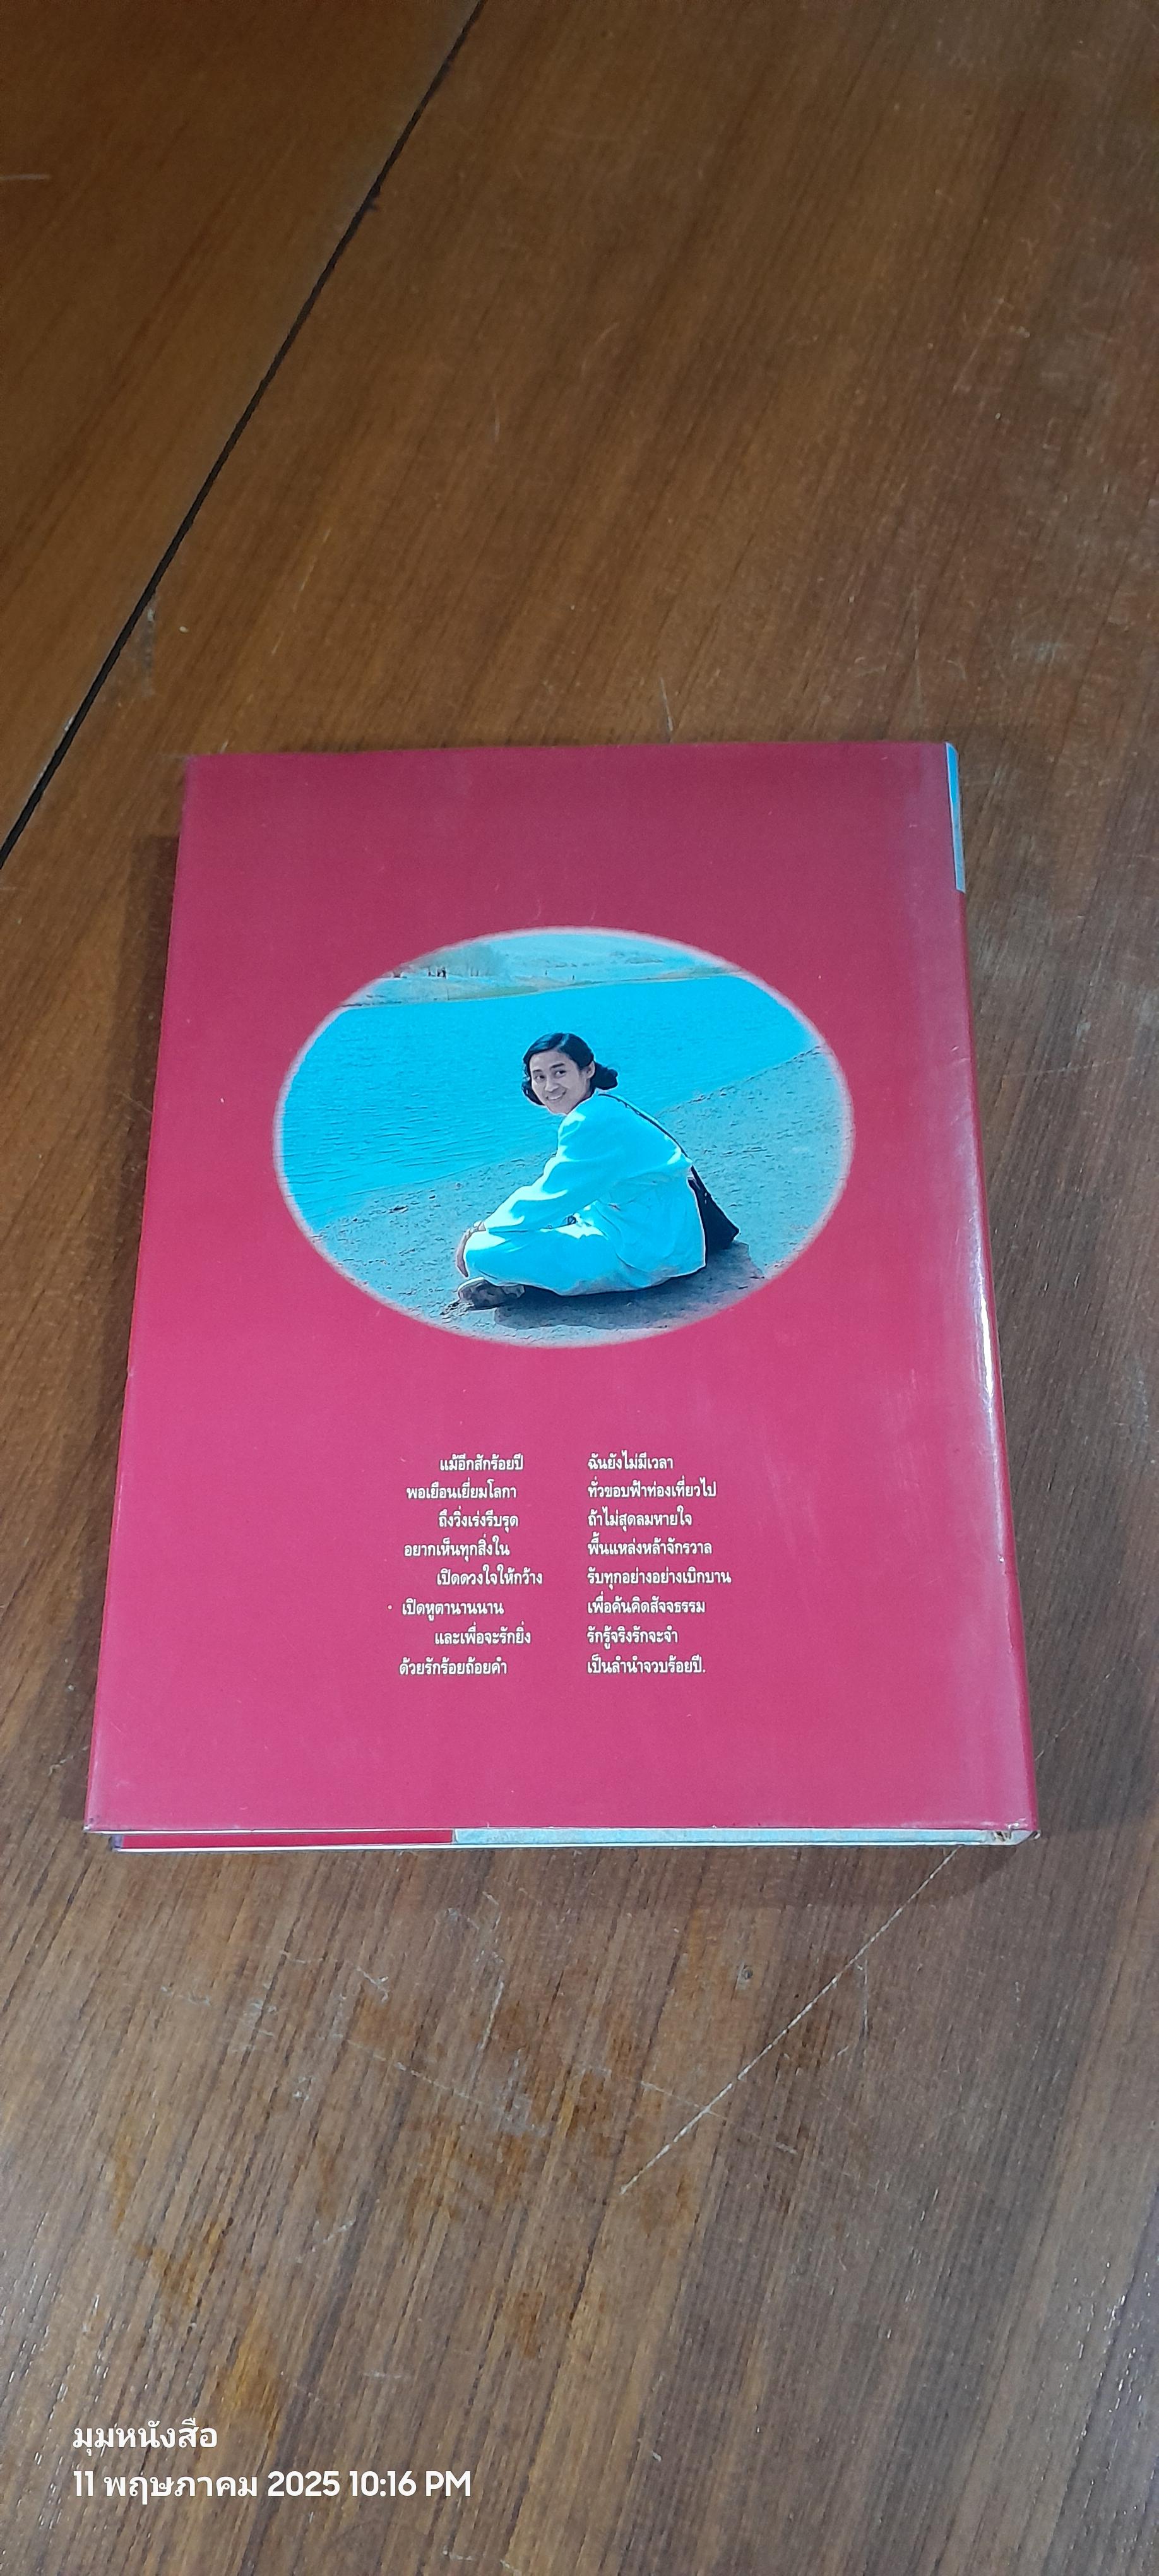 แม้อีกสักร้อยปี ฉันยังไม่มีเวลา
พอเยือนเยี่ยมโลกา ทั่วขอบฟ้าท่องเที่ยวไป
ถึงวิ่งเร่งรีบรุด ถ้าไม่สุดลมหายใจ
อยากเห็นทุกสิ่งใน พื้นแหล่งหล้าจักรวาล
เปิดดวงใจให้กว้าง รับทุกอย่างอย่างเบิกบาน
เปิดหูตานานนาน เพื่อค้นคิดสัจจธรรม
และเพื่อจะรักยิ่ง รักรู้จริงรักจะจำ
ด้วยรักร้อยถ้อยคำ เป็นลำนำจวบร้อยปี.
มุมหนังสือ
11 พฤษภาคม 2025 10:16 PM